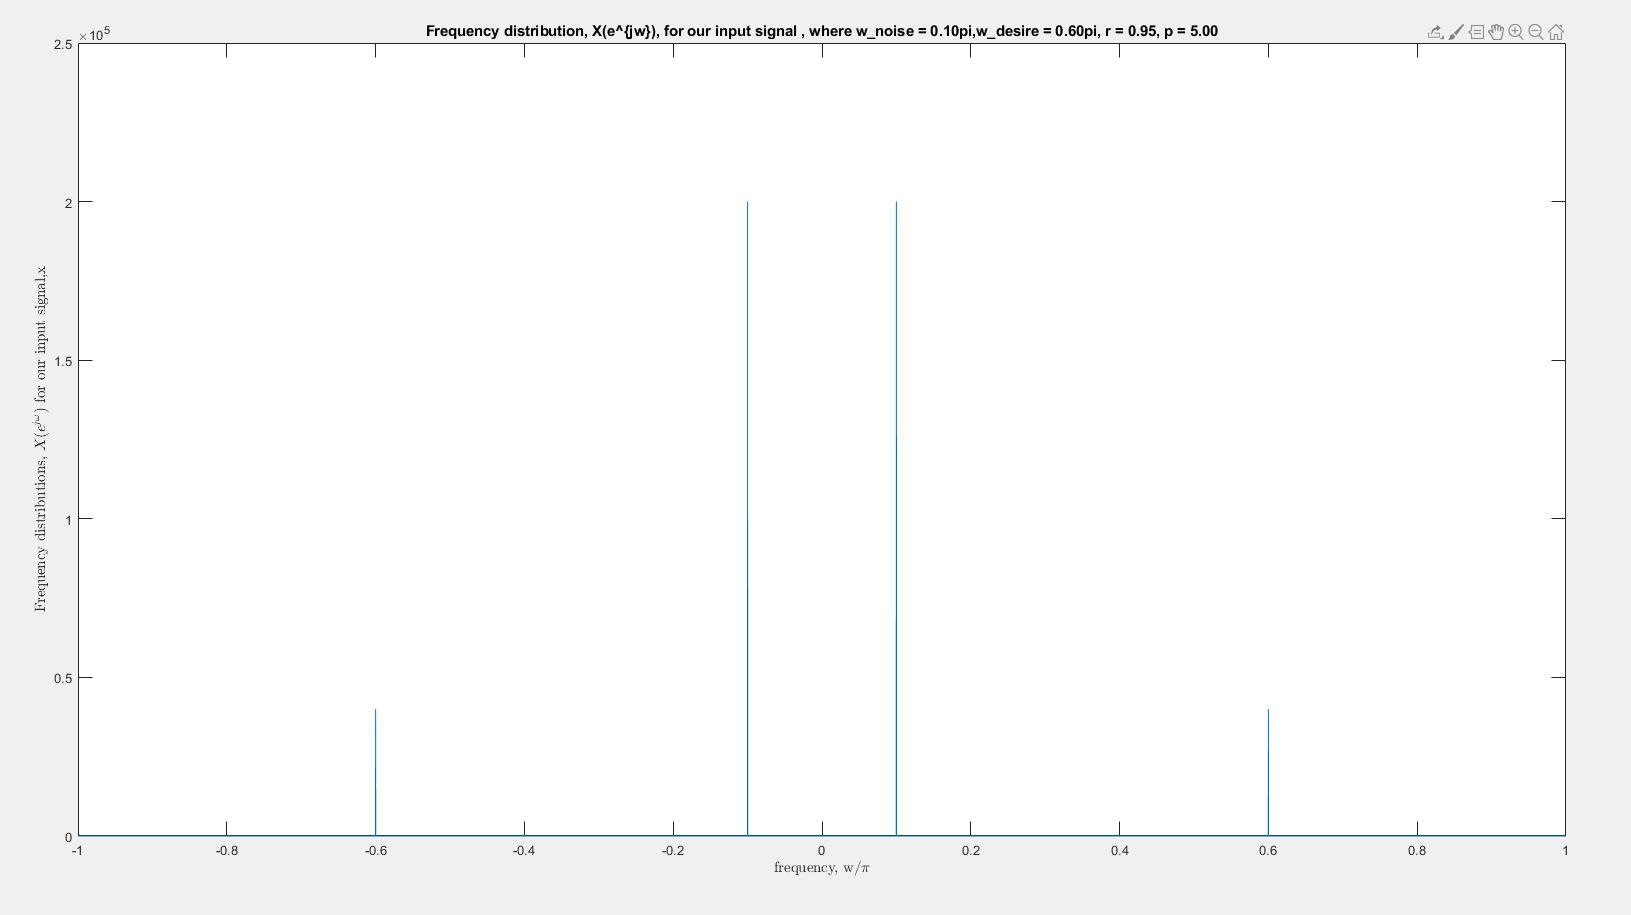 Frequency distribution, X(e^{jw}), for our input signal , where w_noise = 0.10pi,w_desire = 0.60pi, r = 0.95, p = 5.00
×10^5
2.5
2
1.5
1
0.5
0
Frequency distributions, X(e^{jω}) for our input signal,x
-1 -0.8 -0.6 -0.4 -0.2 0 0.2 0.4 0.6 0.8 1
frequency, w/π